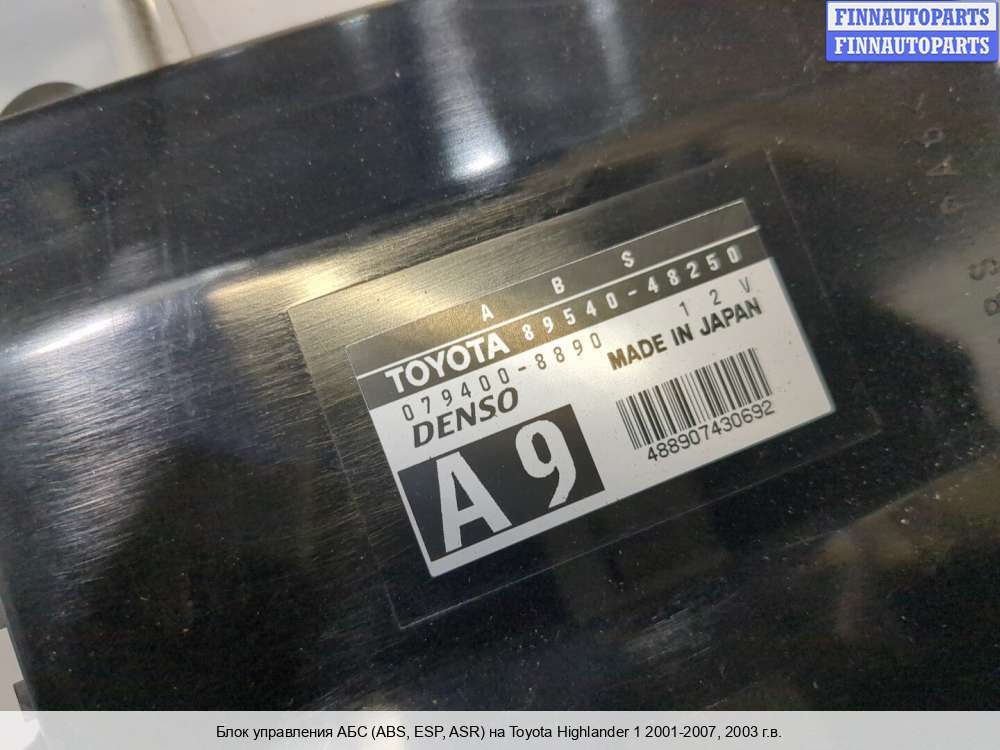 FINNAUTOPARTS
FINNAUTOPARTS
A B S
TOYOTA 89540-48250
079400-8890 12V
DENSO MADE IN JAPAN
A9
488907430692
Блок управления АБС (ABS, ESP, ASR) на Toyota Highlander 1 2001-2007, 2003 г.в.